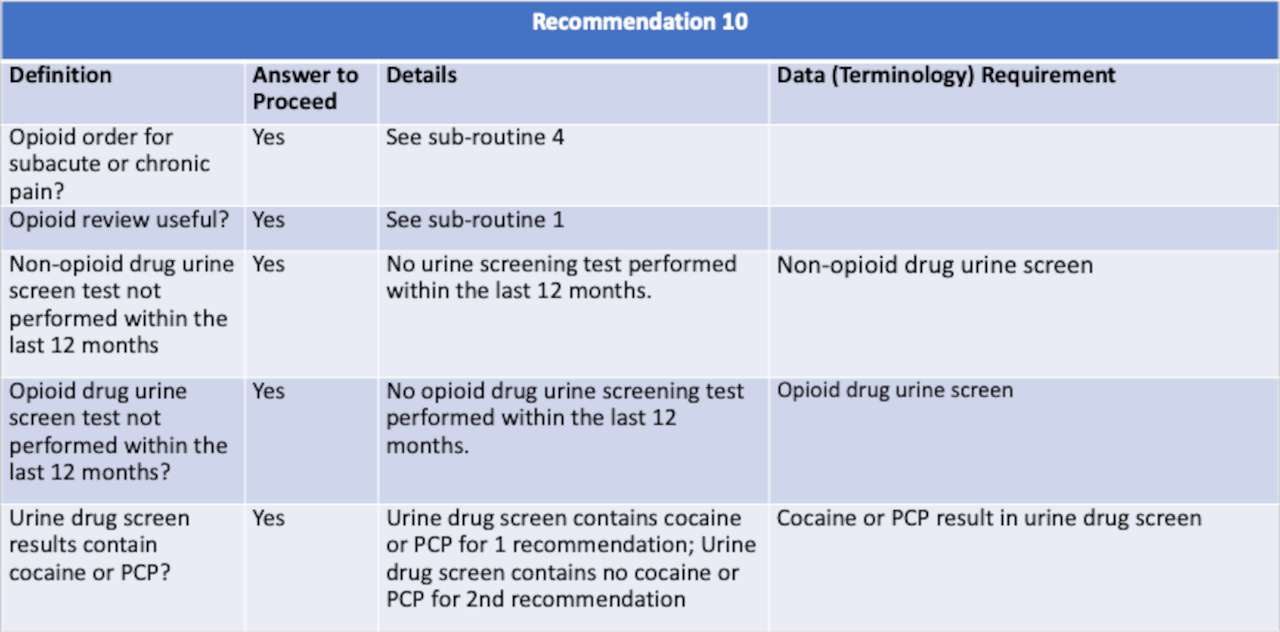 Recommendation 10
Definition
Answer to
Proceed
Details
Data (Terminology) Requirement
Opioid order for
subacute or chronic
pain?
Yes
See sub-routine 4
Opioid review useful?
Yes
See sub-routine 1
Non-opioid drug urine
screen test not
performed within the
last 12 months
Yes
No urine screening test performed
within the last 12 months.
Non-opioid drug urine screen
Opioid drug urine
screen test not
performed within the
last 12 months?
Yes
No opioid drug urine screening test
performed within the last 12
months.
Opioid drug urine screen
Urine drug screen
results contain
cocaine or PCP?
Yes
Urine drug screen contains cocaine
or PCP for 1 recommendation; Urine
drug screen contains no cocaine or
PCP for 2nd recommendation
Cocaine or PCP result in urine drug screen